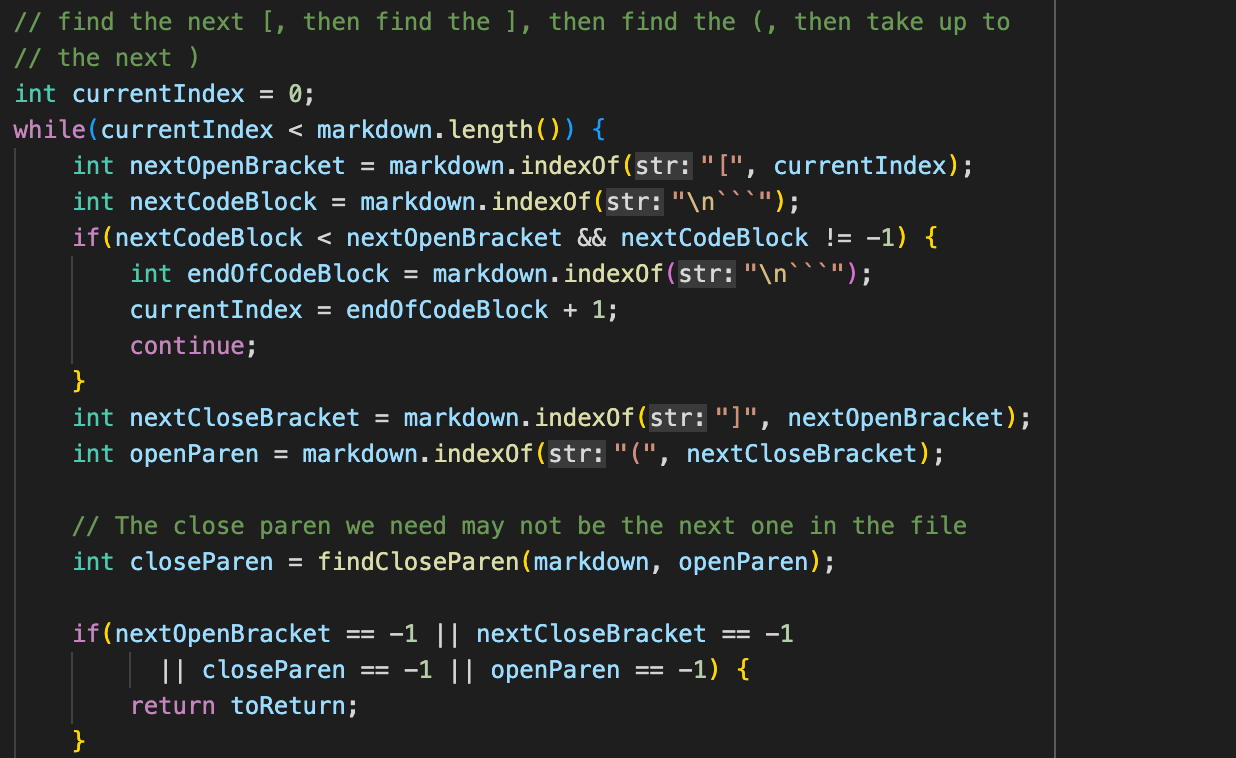 // find the next [, then find the ], then find the (, then take up to
// the next )
int currentIndex = 0;
while(currentIndex < markdown.length()) {
    int nextOpenBracket = markdown.indexOf(str: "[", currentIndex);
    int nextCodeBlock = markdown.indexOf(str: "\n```");
    if(nextCodeBlock < nextOpenBracket && nextCodeBlock != -1) {
        int endOfCodeBlock = markdown.indexOf(str: "\n```");
        currentIndex = endOfCodeBlock + 1;
        continue;
    }
    int nextCloseBracket = markdown.indexOf(str: "]", nextOpenBracket);
    int openParen = markdown.indexOf(str: "(", nextCloseBracket);

    // The close paren we need may not be the next one in the file
    int closeParen = findCloseParen(markdown, openParen);

    if(nextOpenBracket == -1 || nextCloseBracket == -1
          || closeParen == -1 || openParen == -1) {
        return toReturn;
    }